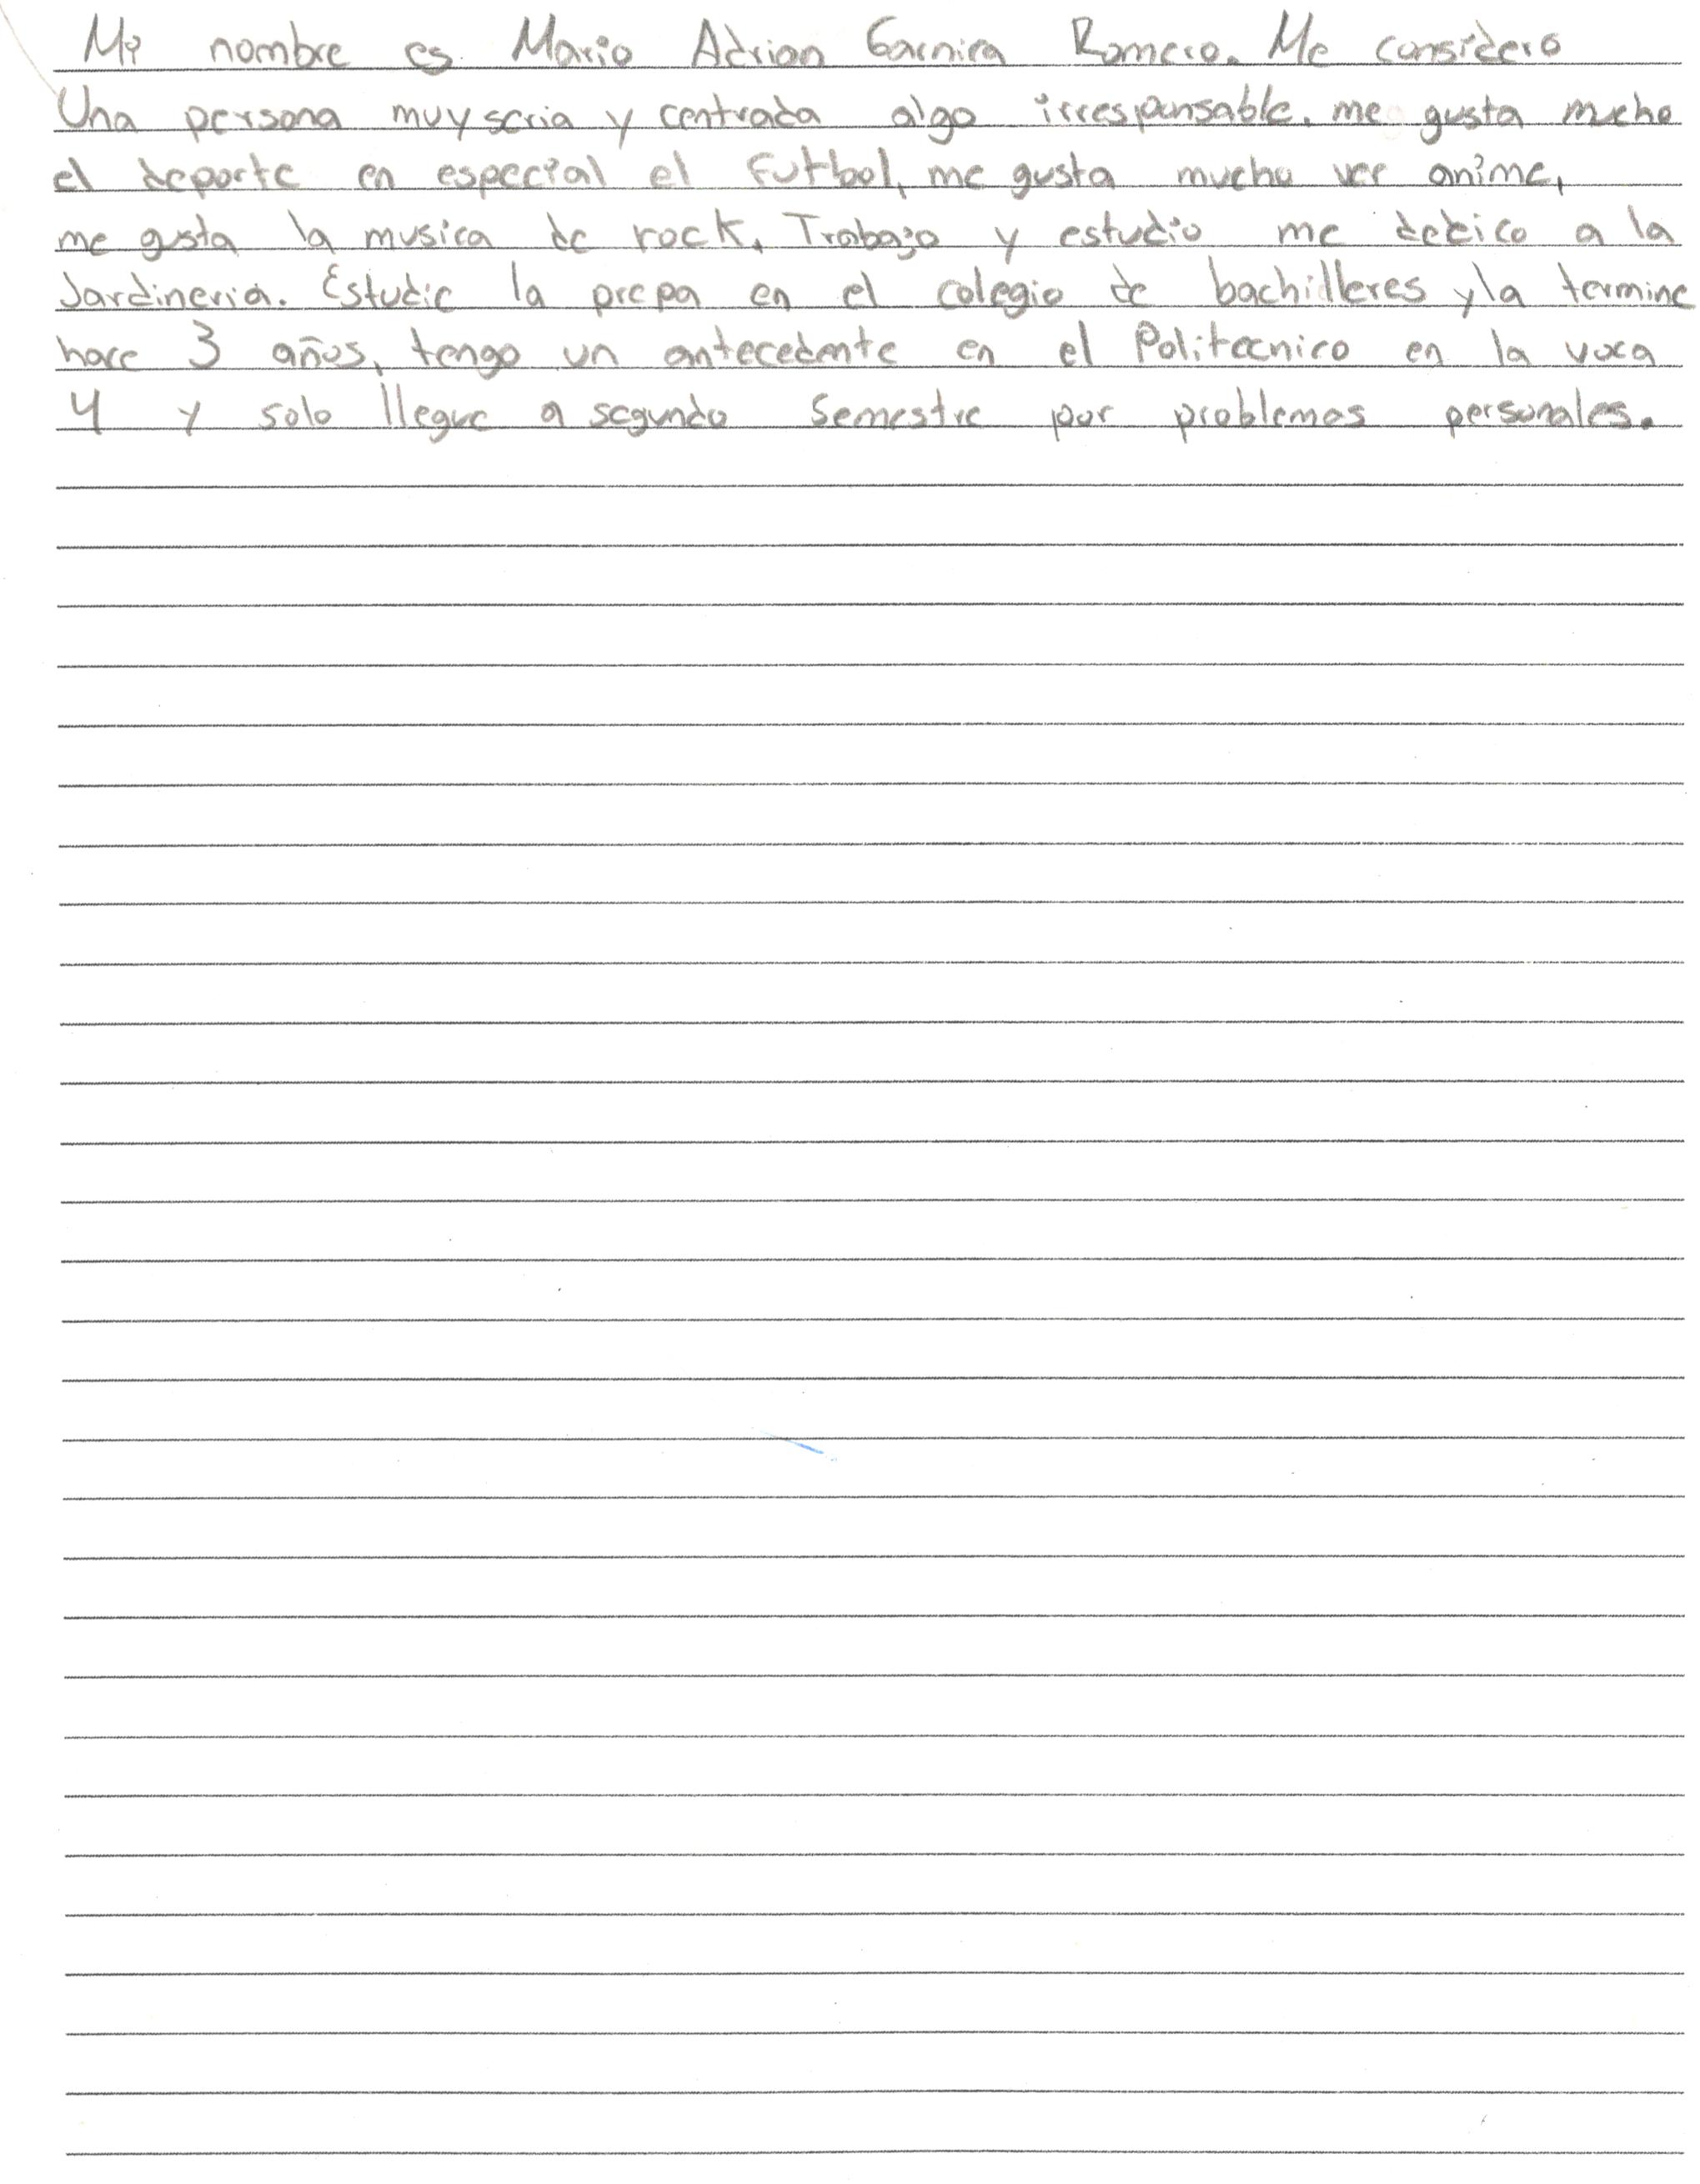 Mi nombre es Mario Adrian Garnica Romero. Me considero
Una persona muy seria y centrada algo irresponsable. me gusta mucho
el deporte en especial el futbol, me gusta mucho ver anime,
me gusta la musica de rock. Trabajo y estudio me dedico a la
Jardineria. Estudie la prepa en el colegio de bachilleres y la termine
hace 3 años, tengo un antecedente en el Politecnico en la voca
4 y solo llegue a segundo Semestre por problemas personales.